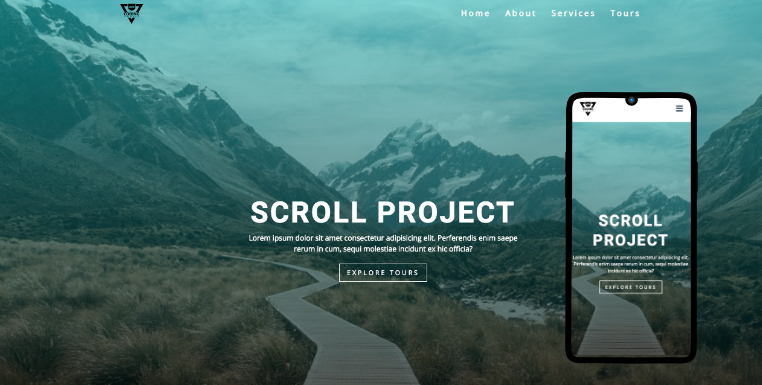 Home About Services Tours
SCROLL PROJECT
Lorem ipsum dolor sit amet consectetur adipisicing elit. Perferendis enim saepe
rerum in cum, sequi molestiae incidunt ex hic officia?
EXPLORE TOURS
SCROLL
PROJECT
Lorem ipsum dolor sit amet consectetur adipisicing elit.
Perferendis enim saepe rerum in cum, sequi molestiae
incidunt ex hic officia?
EXPLORE TOURS